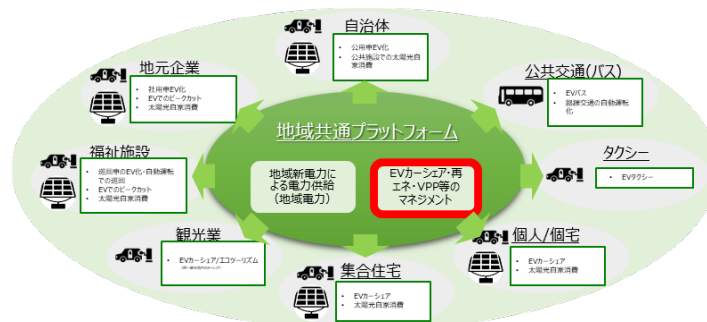 自治体
• 公用車EV化
• 公共施設での太陽光自
家消費
地元企業
• 社用車EV化
• EVでのピークカット
• 太陽光自家消費
公共交通(バス)
• EVバス
• 路線交通の自動運転
化
地域共通プラットフォーム
地域新電力に
よる電力供給
（地域電力）
EVカーシェア・再
エネ・VPP等の
マネジメント
福祉施設
• 巡回車のEV化・自動運転
での巡回
• EVでのピークカット
• 太陽光自家消費
タクシー
• EVタクシー
観光業
• EVカーシェア/エコツーリズム
集合住宅
• EVカーシェア
• 太陽光自家消費
個人/個宅
• EVカーシェア
• 太陽光自家消費